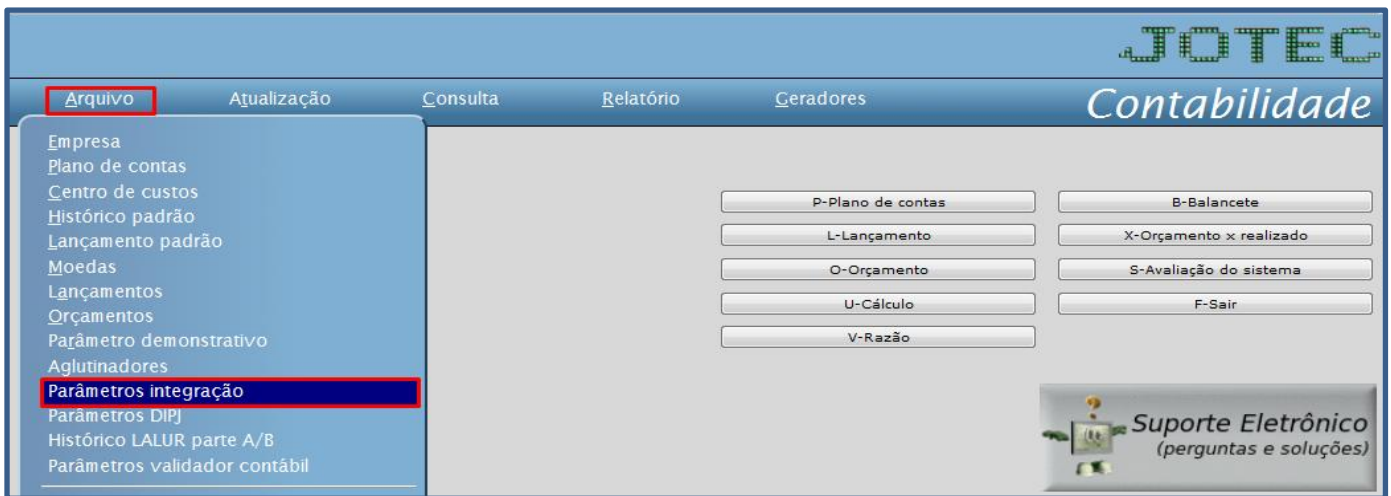 JOTEC
Arquivo Atualização Consulta Relatório Geradores Contabilidade
Empresa
Plano de contas
Centro de custos
Histórico padrão
Lançamento padrão
Moedas
Lançamentos
Orçamentos
Parâmetro demonstrativo
Aglutinadores
Parâmetros integração
Parâmetros DIPJ
Histórico LALUR parte A/B
Parâmetros validador contábil
P-Plano de contas B-Balancete
L-Lançamento X-Orçamento x realizado
O-Orçamento S-Avaliação do sistema
U-Cálculo F-Sair
V-Razão
Suporte Eletrônico
(perguntas e soluções)